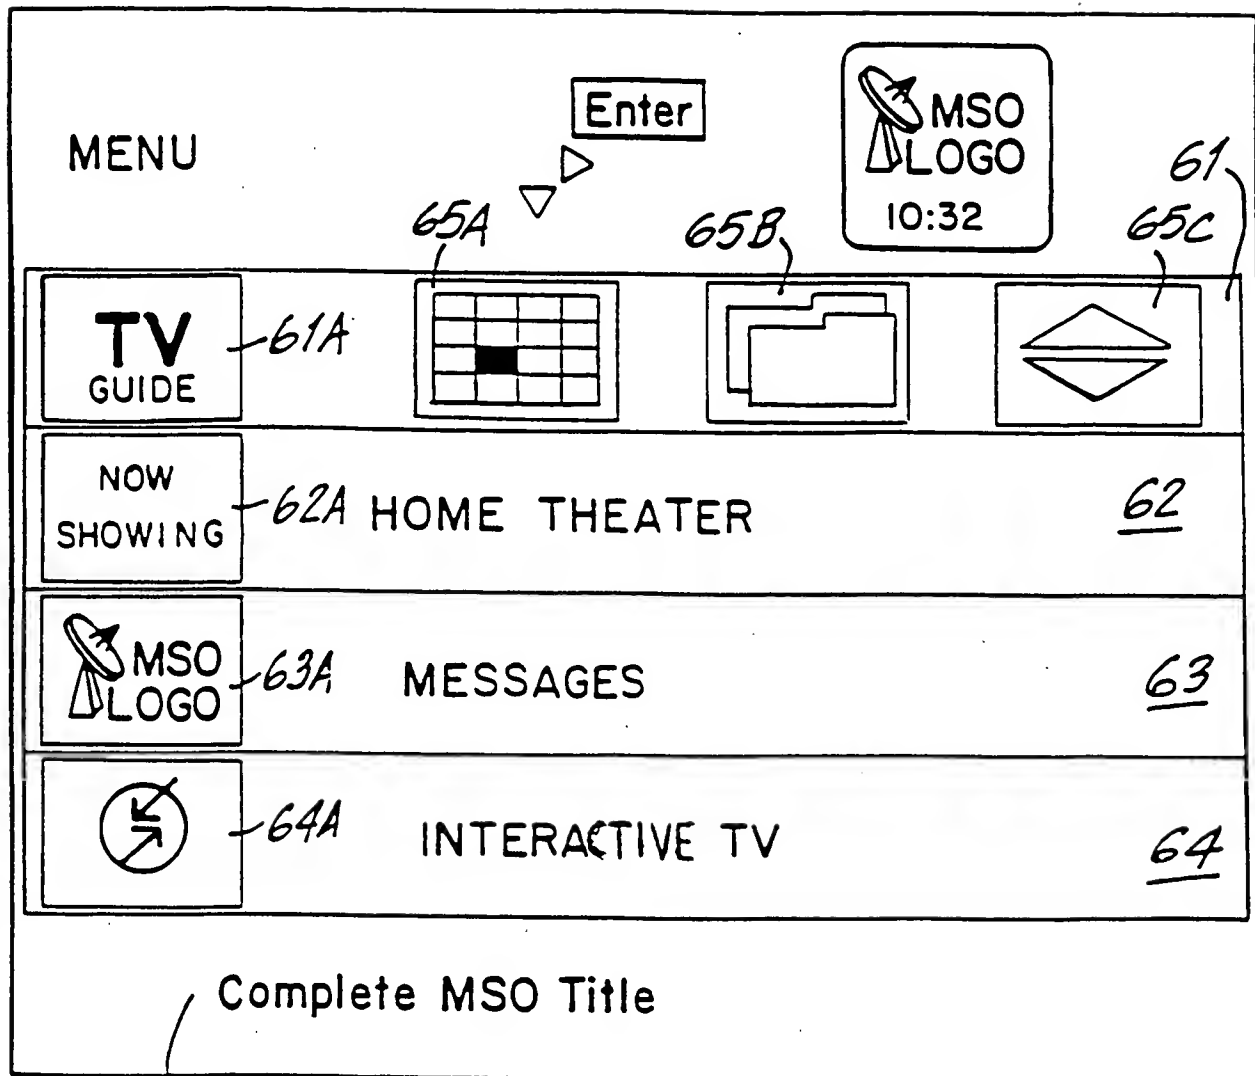 Enter
MSO
LOGO
10:32
MENU
61
65A
65B
65C
TV
GUIDE
61A
NOW
SHOWING
62A
HOME THEATER
62
MSO
LOGO
63A
MESSAGES
63
64A
INTERACTIVE TV
64
Complete MSO Title